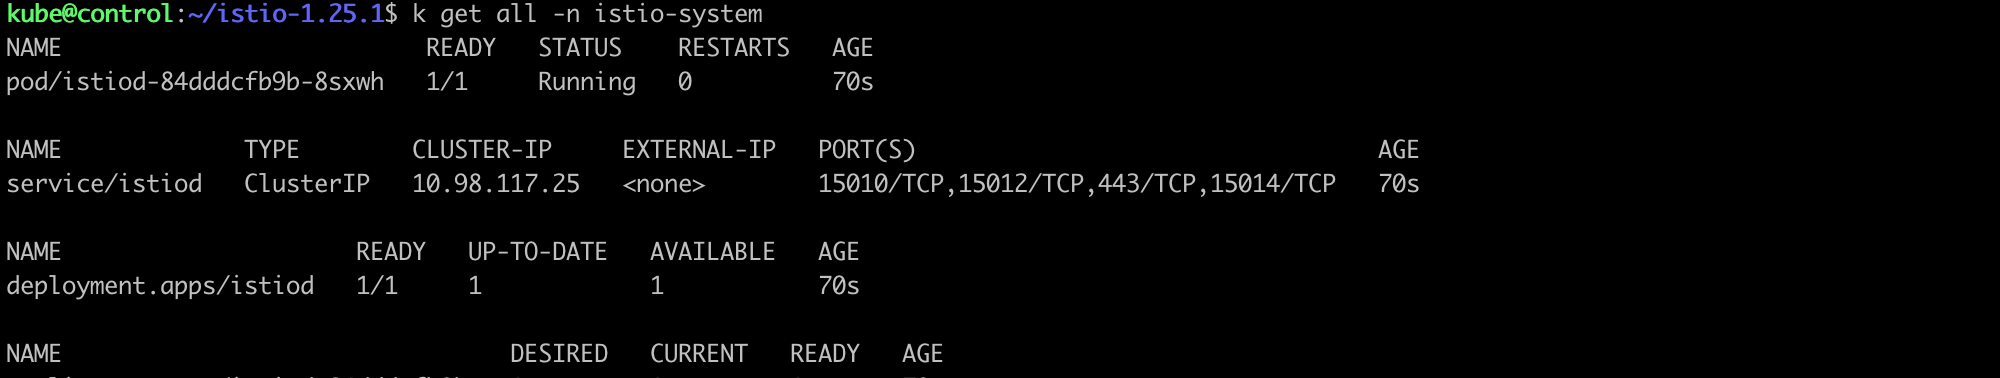 kube@control:~/istio-1.25.1$ k get all -n istio-system
NAME READY STATUS RESTARTS AGE
pod/istiod-84dddcfb9b-8sxwh 1/1 Running 0 70s
NAME TYPE CLUSTER-IP EXTERNAL-IP PORT(S) AGE
service/istiod ClusterIP 10.98.117.25 <none> 15010/TCP,15012/TCP,443/TCP,15014/TCP 70s
NAME READY UP-TO-DATE AVAILABLE AGE
deployment.apps/istiod 1/1 1 1 70s
NAME DESIRED CURRENT READY AGE